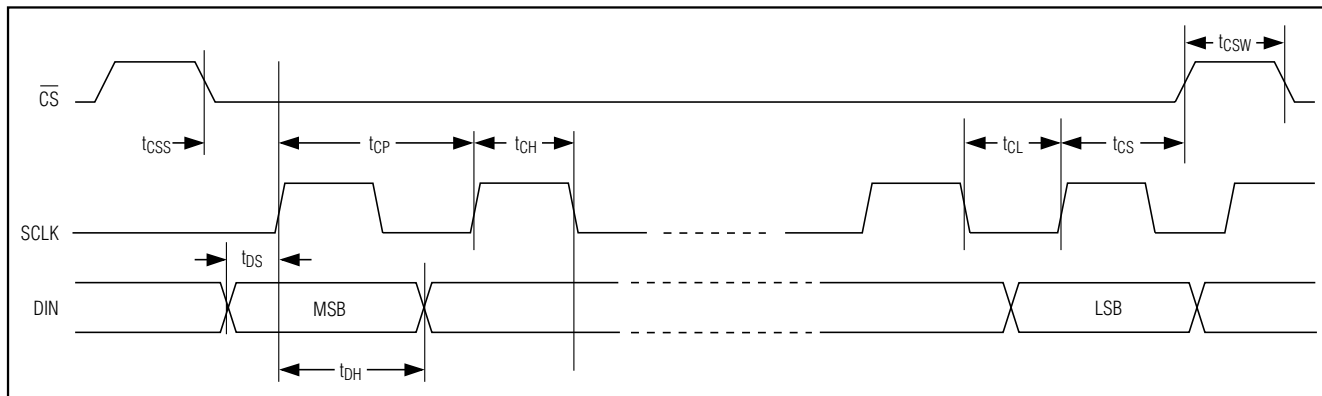 tCSW
CS
tCSS
tCP
tCH
tCL
tCS
SCLK
tDS
DIN
MSB
LSB
tDH